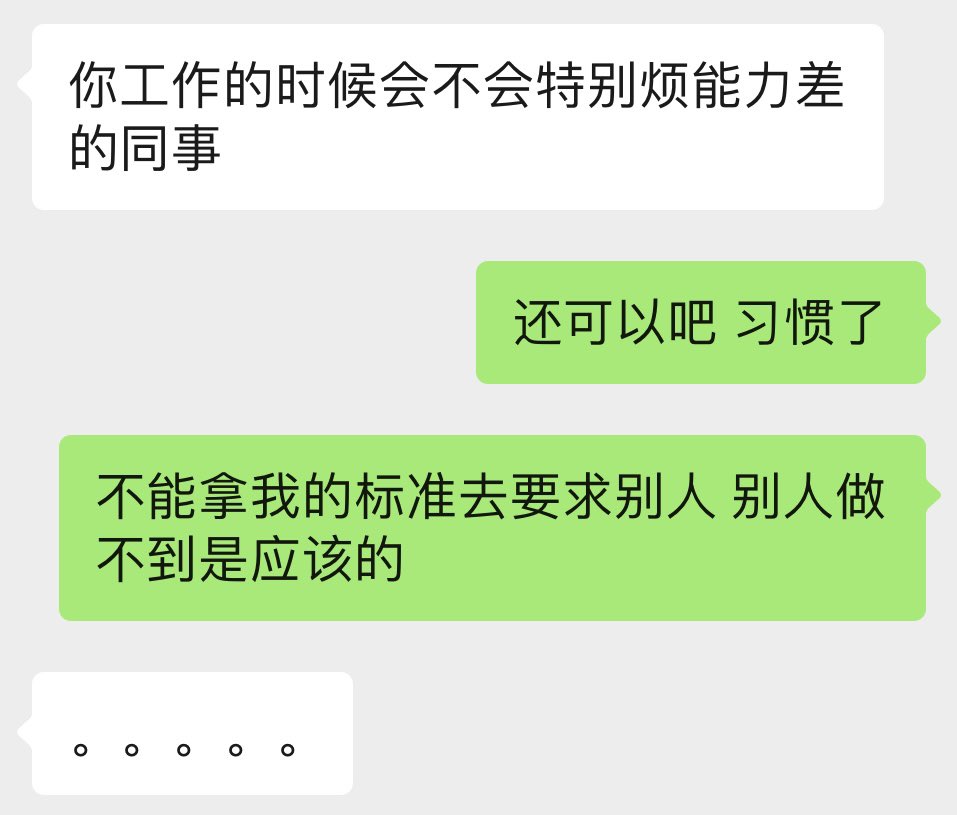 你工作的时候会不会特别烦能力差
的同事
还可以吧 习惯了
不能拿我的标准去要求别人 别人做
不到是应该的
。。。。。